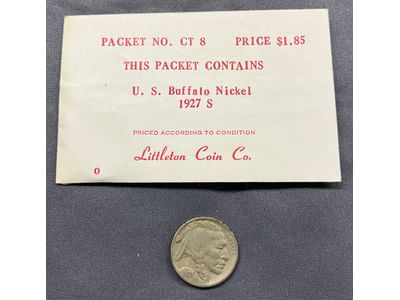 PACKET NO. CT 8 PRICE $1.85
THIS PACKET CONTAINS
U. S. Buffalo Nickel
1927 S
PRICED ACCORDING TO CONDITION
Littleton Coin Co.
O